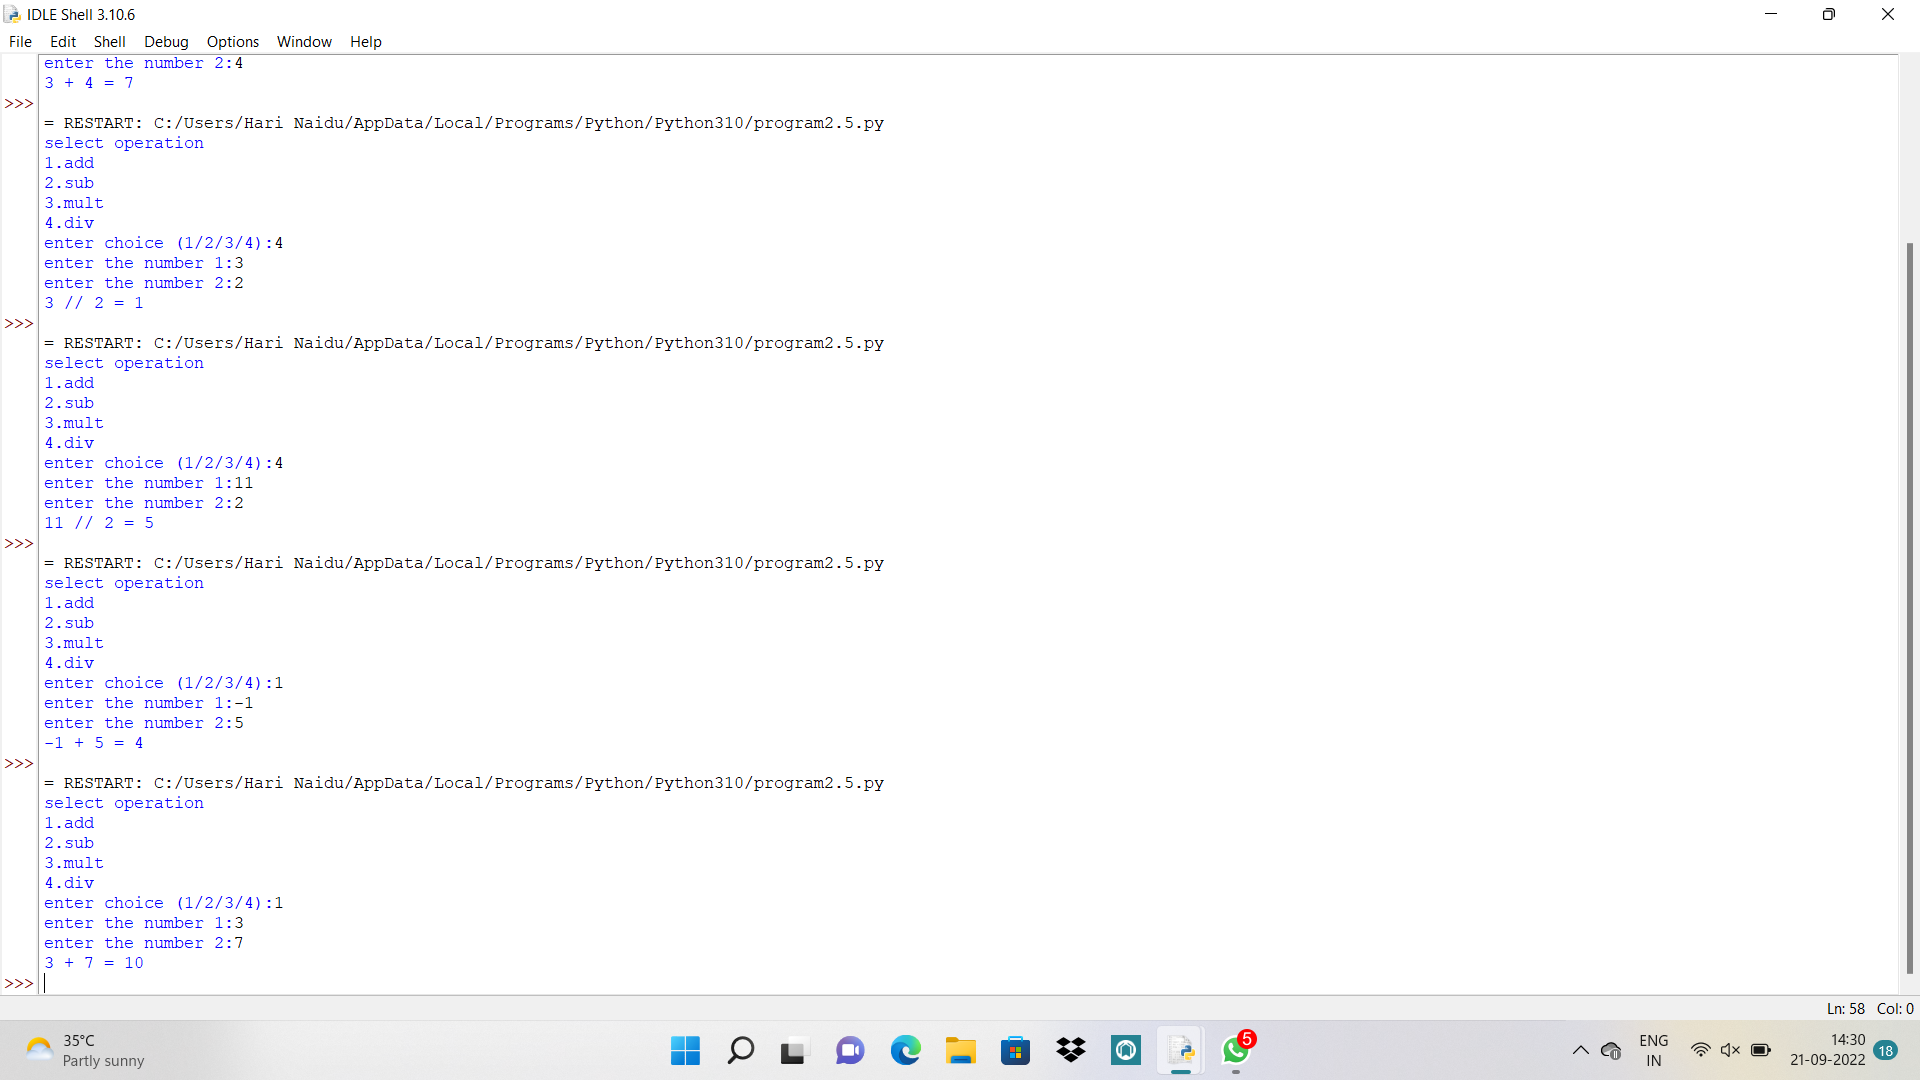 IDLE Shell 3.10.6
File Edit Shell Debug Options Window Help
enter the number 2:4
3 + 4 = 7
>>>
= RESTART: C:/Users/Hari Naidu/AppData/Local/Programs/Python/Python310/program2.5.py
select operation
1.add
2.sub
3.mult
4.div
enter choice (1/2/3/4):4
enter the number 1:3
enter the number 2:2
3 // 2 = 1
>>>
= RESTART: C:/Users/Hari Naidu/AppData/Local/Programs/Python/Python310/program2.5.py
select operation
1.add
2.sub
3.mult
4.div
enter choice (1/2/3/4):4
enter the number 1:11
enter the number 2:2
11 // 2 = 5
>>>
= RESTART: C:/Users/Hari Naidu/AppData/Local/Programs/Python/Python310/program2.5.py
select operation
1.add
2.sub
3.mult
4.div
enter choice (1/2/3/4):1
enter the number 1:-1
enter the number 2:5
-1 + 5 = 4
>>>
= RESTART: C:/Users/Hari Naidu/AppData/Local/Programs/Python/Python310/program2.5.py
select operation
1.add
2.sub
3.mult
4.div
enter choice (1/2/3/4):1
enter the number 1:3
enter the number 2:7
3 + 7 = 10
>>>
Ln: 58 Col: 0
35°C
Partly sunny
5
ENG
IN
14:30
21-09-2022
18